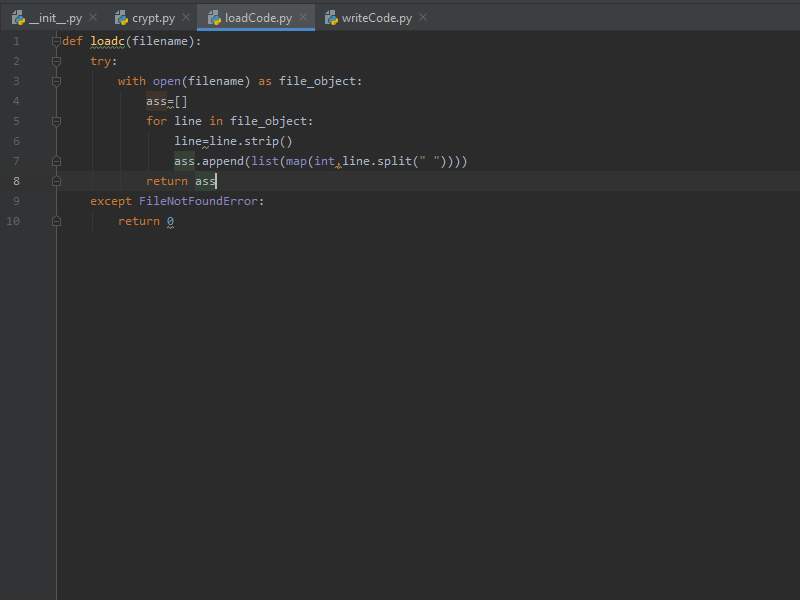 __init__.py crypt.py loadCode.py writeCode.py
1 def loadc(filename):
2     try:
3         with open(filename) as file_object:
4             ass=[]
5             for line in file_object:
6                 line=line.strip()
7                 ass.append(list(map(int,line.split(" "))))
8             return ass
9     except FileNotFoundError:
10         return 0